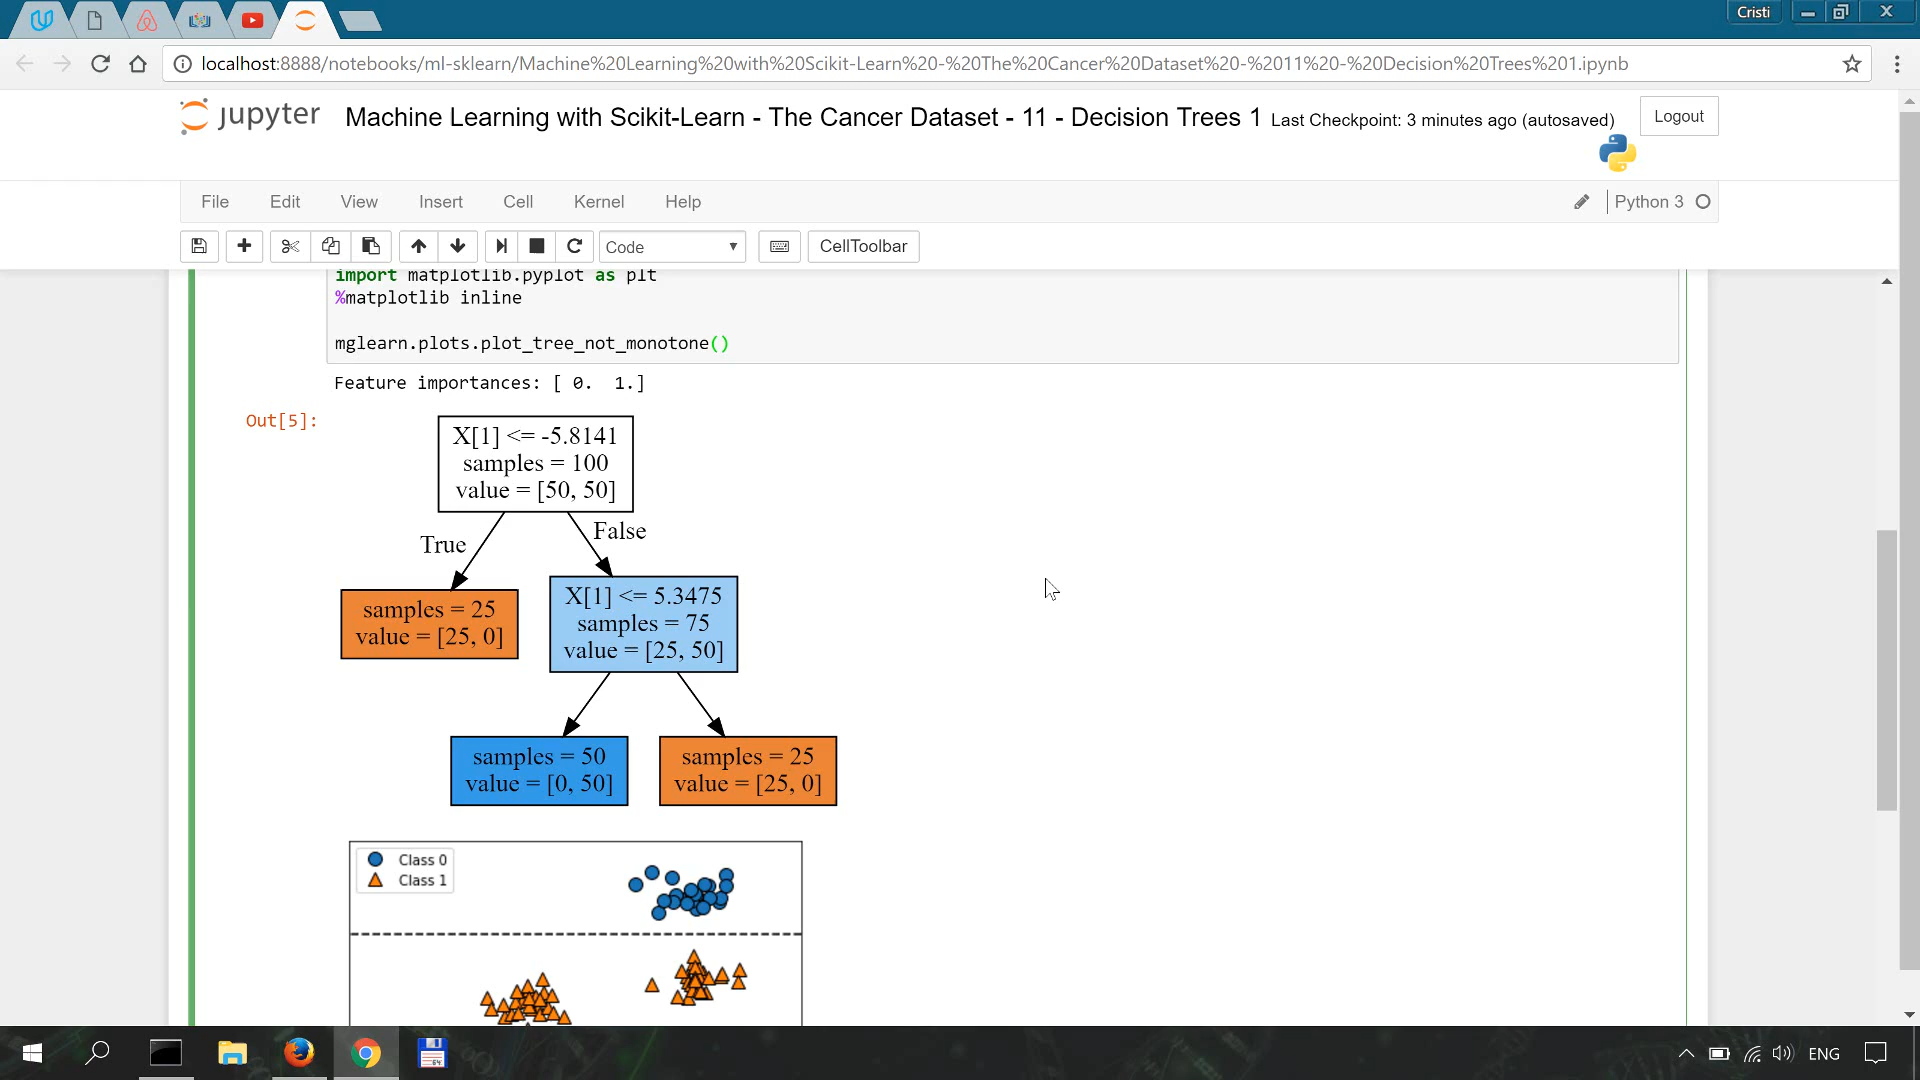 Cristi
localhost:8888/notebooks/ml-sklearn/Machine%20Learning%20with%20Scikit-Learn%20-%20The%20Cancer%20Dataset%20-%2011%20-%20Decision%20Trees%201.ipynb
jupyter Machine Learning with Scikit-Learn - The Cancer Dataset - 11 - Decision Trees 1 Last Checkpoint: 3 minutes ago (autosaved) Logout
File Edit View Insert Cell Kernel Help Python 3
Code CellToolbar
import matplotlib.pyplot as plt
%matplotlib inline
mglearn.plots.plot_tree_not_monotone()
Feature importances: [ 0.  1.]
Out[5]:
X[1] <= -5.8141
samples = 100
value = [50, 50]
True
False
samples = 25
value = [25, 0]
X[1] <= 5.3475
samples = 75
value = [25, 50]
samples = 50
value = [0, 50]
samples = 25
value = [25, 0]
Class 0
Class 1
64
ENG